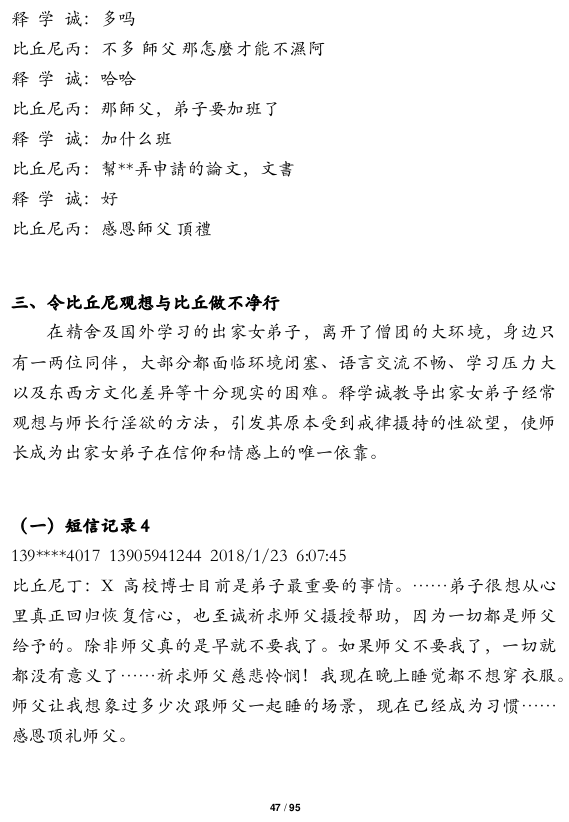 释 学 诚：多吗
比丘尼丙：不多 師父 那怎麼才能不濕阿
释 学 诚：哈哈
比丘尼丙：那師父，弟子要加班了
释 学 诚：加什么班
比丘尼丙：幫**弄申請的論文，文書
释 学 诚：好
比丘尼丙：感恩師父 頂禮
三、令比丘尼观想与比丘做不净行
在精舍及国外学习的出家女弟子，离开了僧团的大环境，身边只
有一两位同伴，大部分都面临环境闭塞、语言交流不畅、学习压力大
以及东西方文化差异等十分现实的困难。释学诚教导出家女弟子经常
观想与师长行淫欲的方法，引发其原本受到戒律摄持的性欲望，使师
长成为出家女弟子在信仰和情感上的唯一依靠。
（一）短信记录 4
139****4017 13905941244 2018/1/23 6:07:45
比丘尼丁：X 高校博士目前是弟子最重要的事情。……弟子很想从心
里真正回归恢复信心，也至诚祈求师父摄授帮助，因为一切都是师父
给予的。除非师父真的是早就不要我了。如果师父不要我了，一切就
都没有意义了……祈求师父慈悲怜悯！我现在晚上睡觉都不想穿衣服。
师父让我想象过多少次跟师父一起睡的场景，现在已经成为习惯……
感恩顶礼师父。
47 / 95